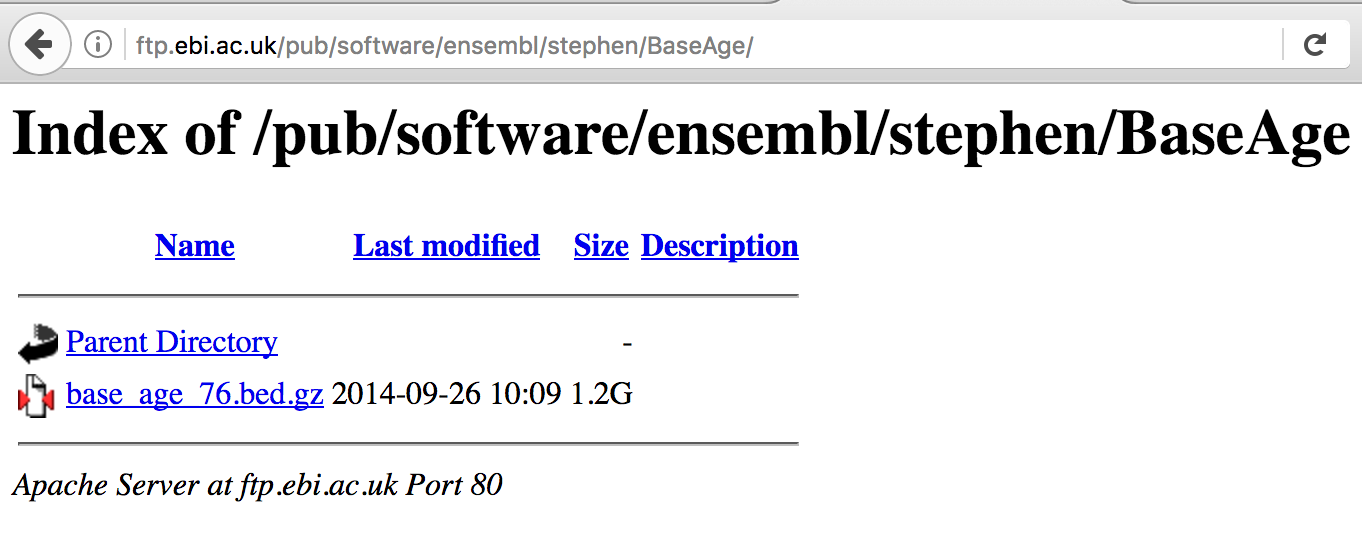 ftp.ebi.ac.uk/pub/software/ensembl/stephen/BaseAge/
Index of /pub/software/ensembl/stephen/BaseAge
Name Last modified Size Description
Parent Directory -
base_age_76.bed.gz 2014-09-26 10:09 1.2G
Apache Server at ftp.ebi.ac.uk Port 80